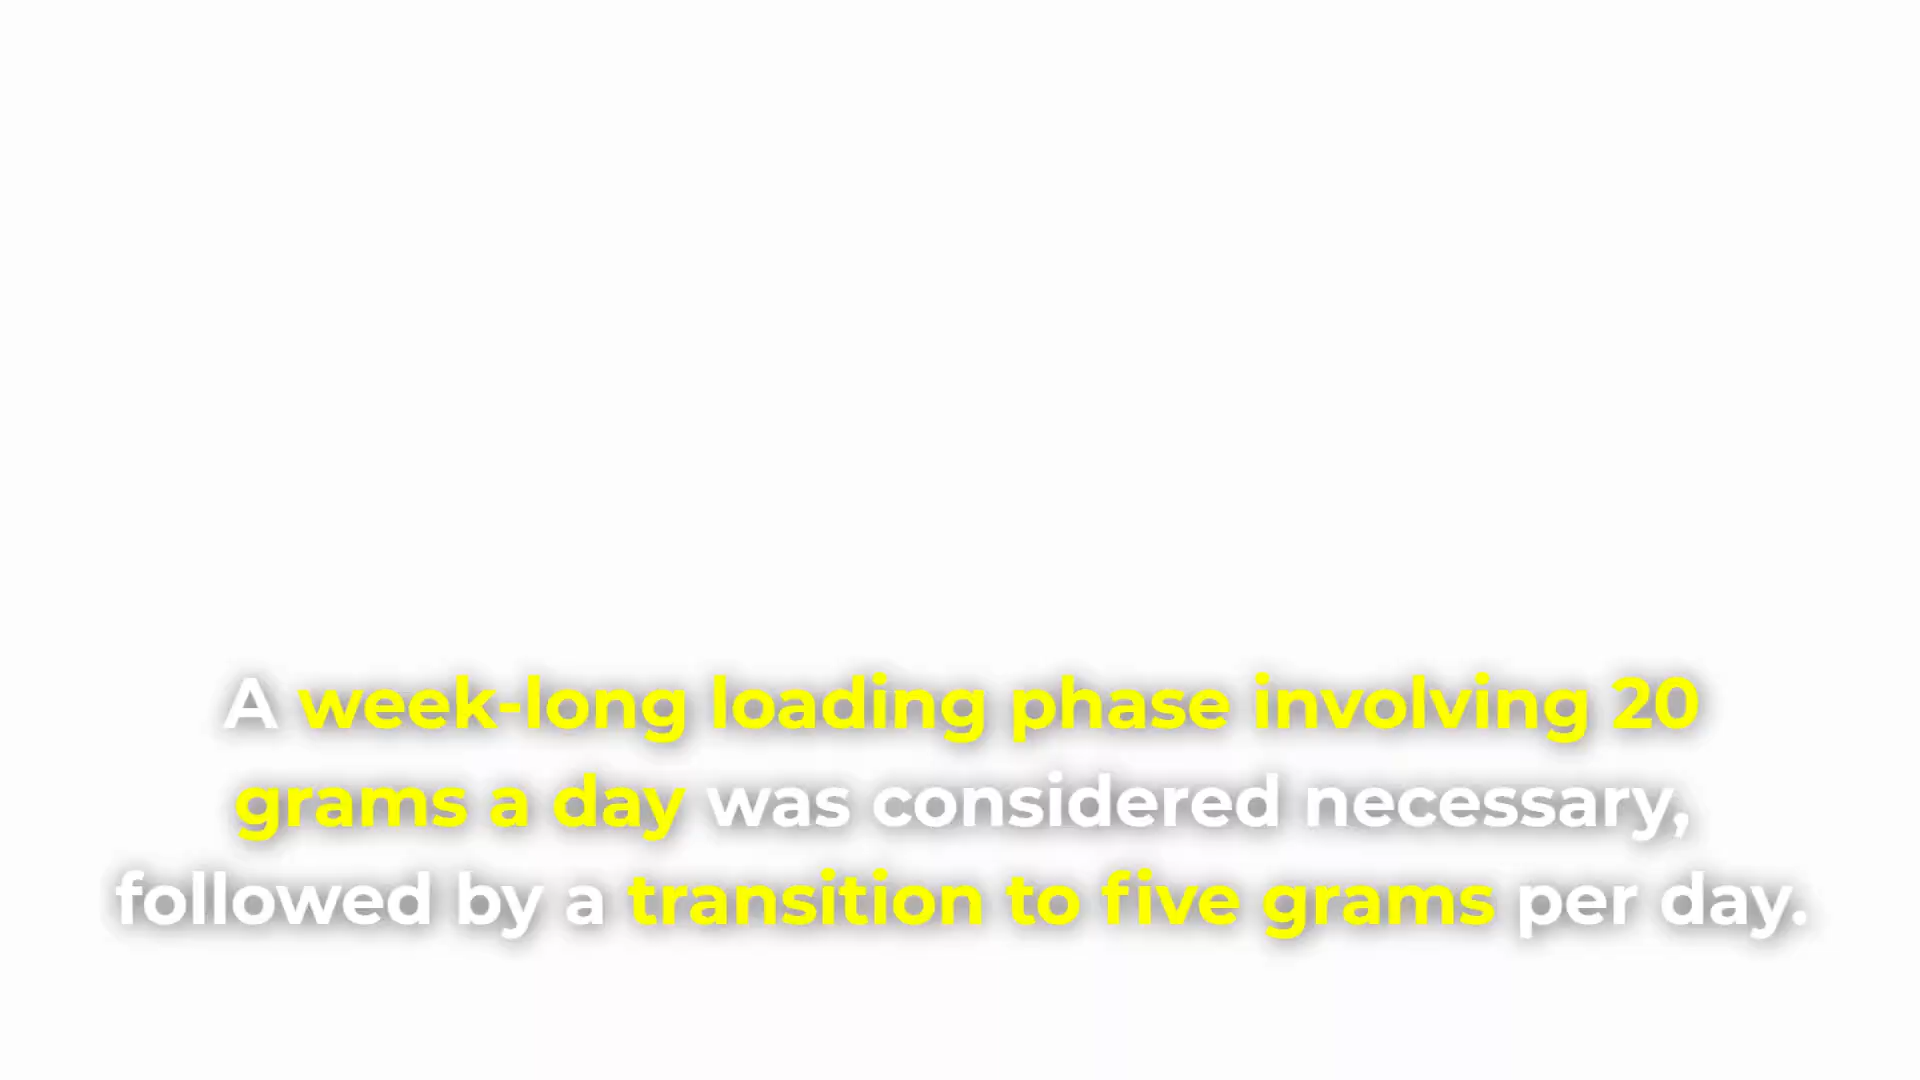 A week-long loading phase involving 20
grams a day was considered necessary,
followed by a transition to five grams per day.